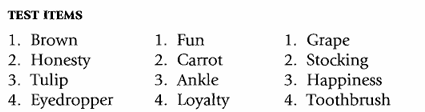 TEST ITEMS
1. Brown 1. Fun 1. Grape
2. Honesty 2. Carrot 2. Stocking
3. Tulip 3. Ankle 3. Happiness
4. Eyedropper 4. Loyalty 4. Toothbrush